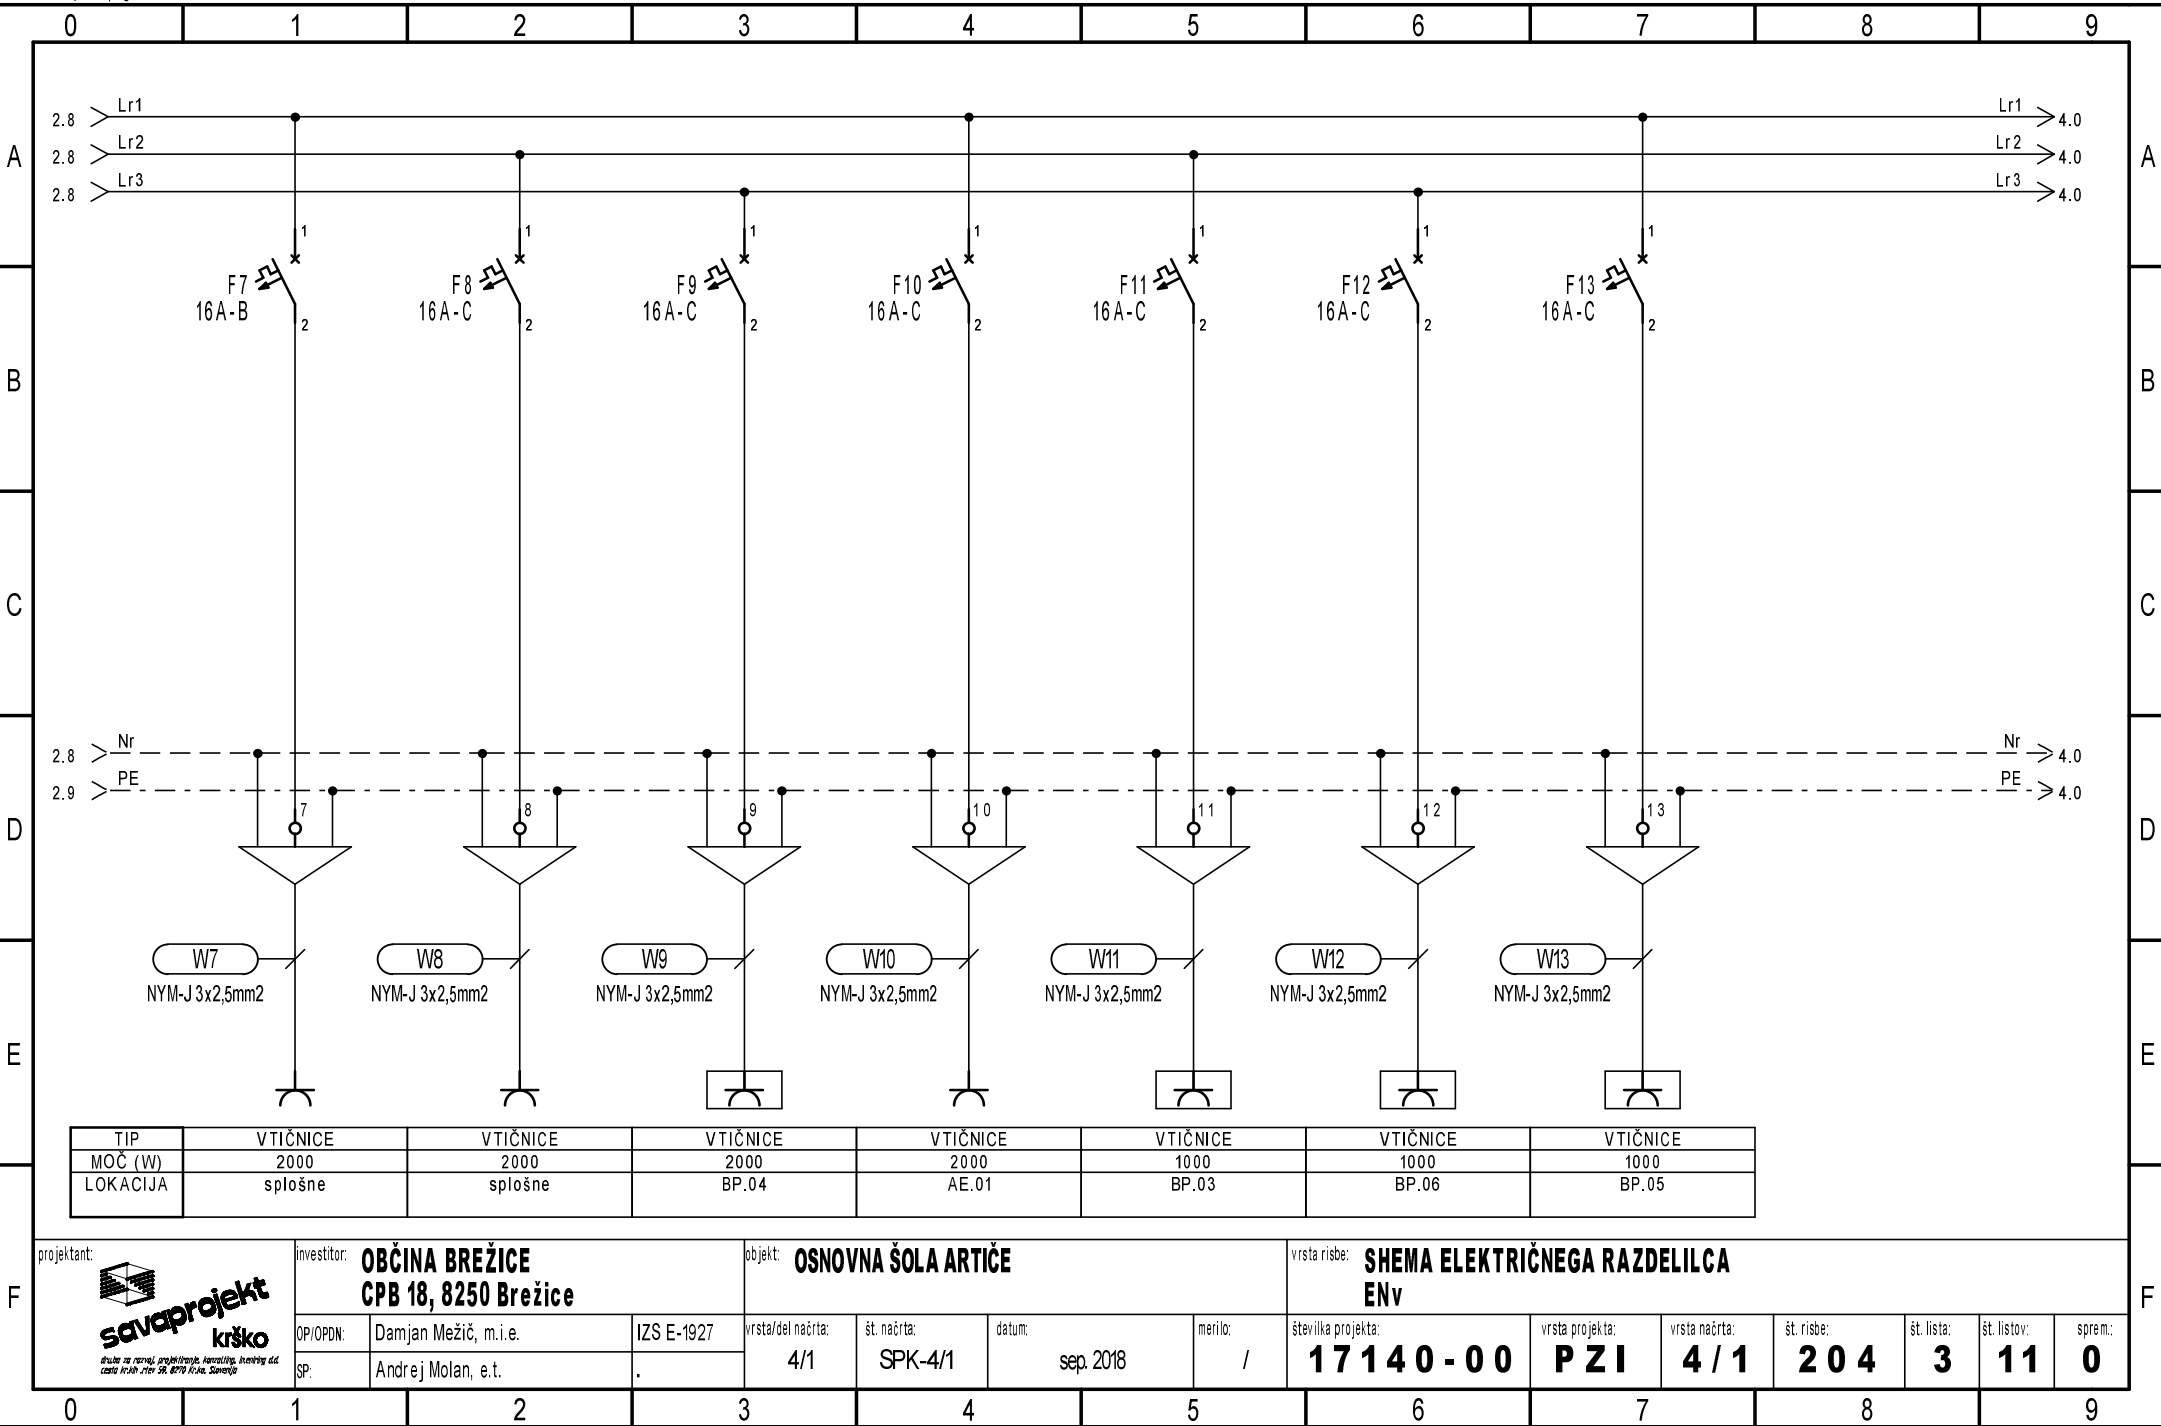 0 1 2 3 4 5 6 7 8 9
2.8 Lr1 Lr1 4.0
2.8 Lr2 Lr2 4.0
2.8 Lr3 Lr3 4.0
A A
1 1 1 1 1 1 1
F7 F8 F9 F10 F11 F12 F13
16A-B 16A-C 16A-C 16A-C 16A-C 16A-C 16A-C
2 2 2 2 2 2 2
B B
C C
2.8 Nr Nr 4.0
2.9 PE PE 4.0
7 8 9 10 11 12 13
D D
W7 W8 W9 W10 W11 W12 W13
NYM-J 3x2,5mm2 NYM-J 3x2,5mm2 NYM-J 3x2,5mm2 NYM-J 3x2,5mm2 NYM-J 3x2,5mm2 NYM-J 3x2,5mm2 NYM-J 3x2,5mm2
E E
TIP VTIČNICE VTIČNICE VTIČNICE VTIČNICE VTIČNICE VTIČNICE VTIČNICE
MOČ (W) 2000 2000 2000 2000 1000 1000 1000
LOKACIJA splošne splošne BP.04 AE.01 BP.03 BP.06 BP.05
F F
projektant:
savaprojekt
krško
investitor: OBČINA BREŽICE
CPB 18, 8250 Brežice
objekt: OSNOVNA ŠOLA ARTIČE
vrsta risbe: SHEMA ELEKTRIČNEGA RAZDELILCA
ENv
OP/OPDN: Damjan Mežič, m.i.e. IZS E-1927
SP: Andrej Molan, e.t. .
vrsta/del načrta: 4/1
št. načrta: SPK-4/1
datum: sep. 2018
merilo: /
številka projekta: 17140-00
vrsta projekta: PZI
vrsta načrta: 4/1
št. risbe: 204
št. lista: 3
št. listov: 11
sprem.: 0
0 1 2 3 4 5 6 7 8 9